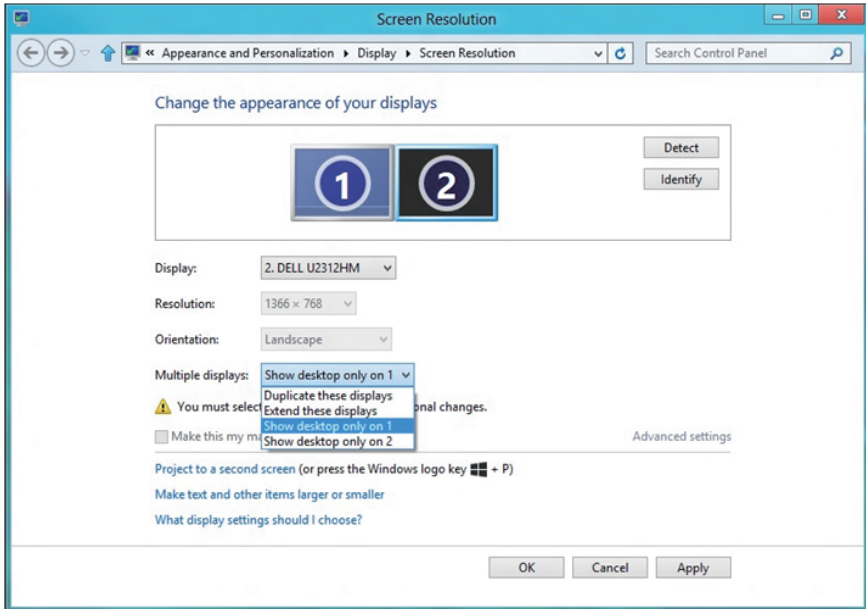 Screen Resolution
« Appearance and Personalization ▸ Display ▸ Screen Resolution
Search Control Panel
Change the appearance of your displays
1
2
Detect
Identify
Display: 2. DELL U2312HM
Resolution: 1366 × 768
Orientation: Landscape
Multiple displays: Show desktop only on 1
Duplicate these displays
You must selec
Extend these displays
onal changes.
Show desktop only on 1
Make this my m
Show desktop only on 2
Advanced settings
Project to a second screen (or press the Windows logo key + P)
Make text and other items larger or smaller
What display settings should I choose?
OK
Cancel
Apply